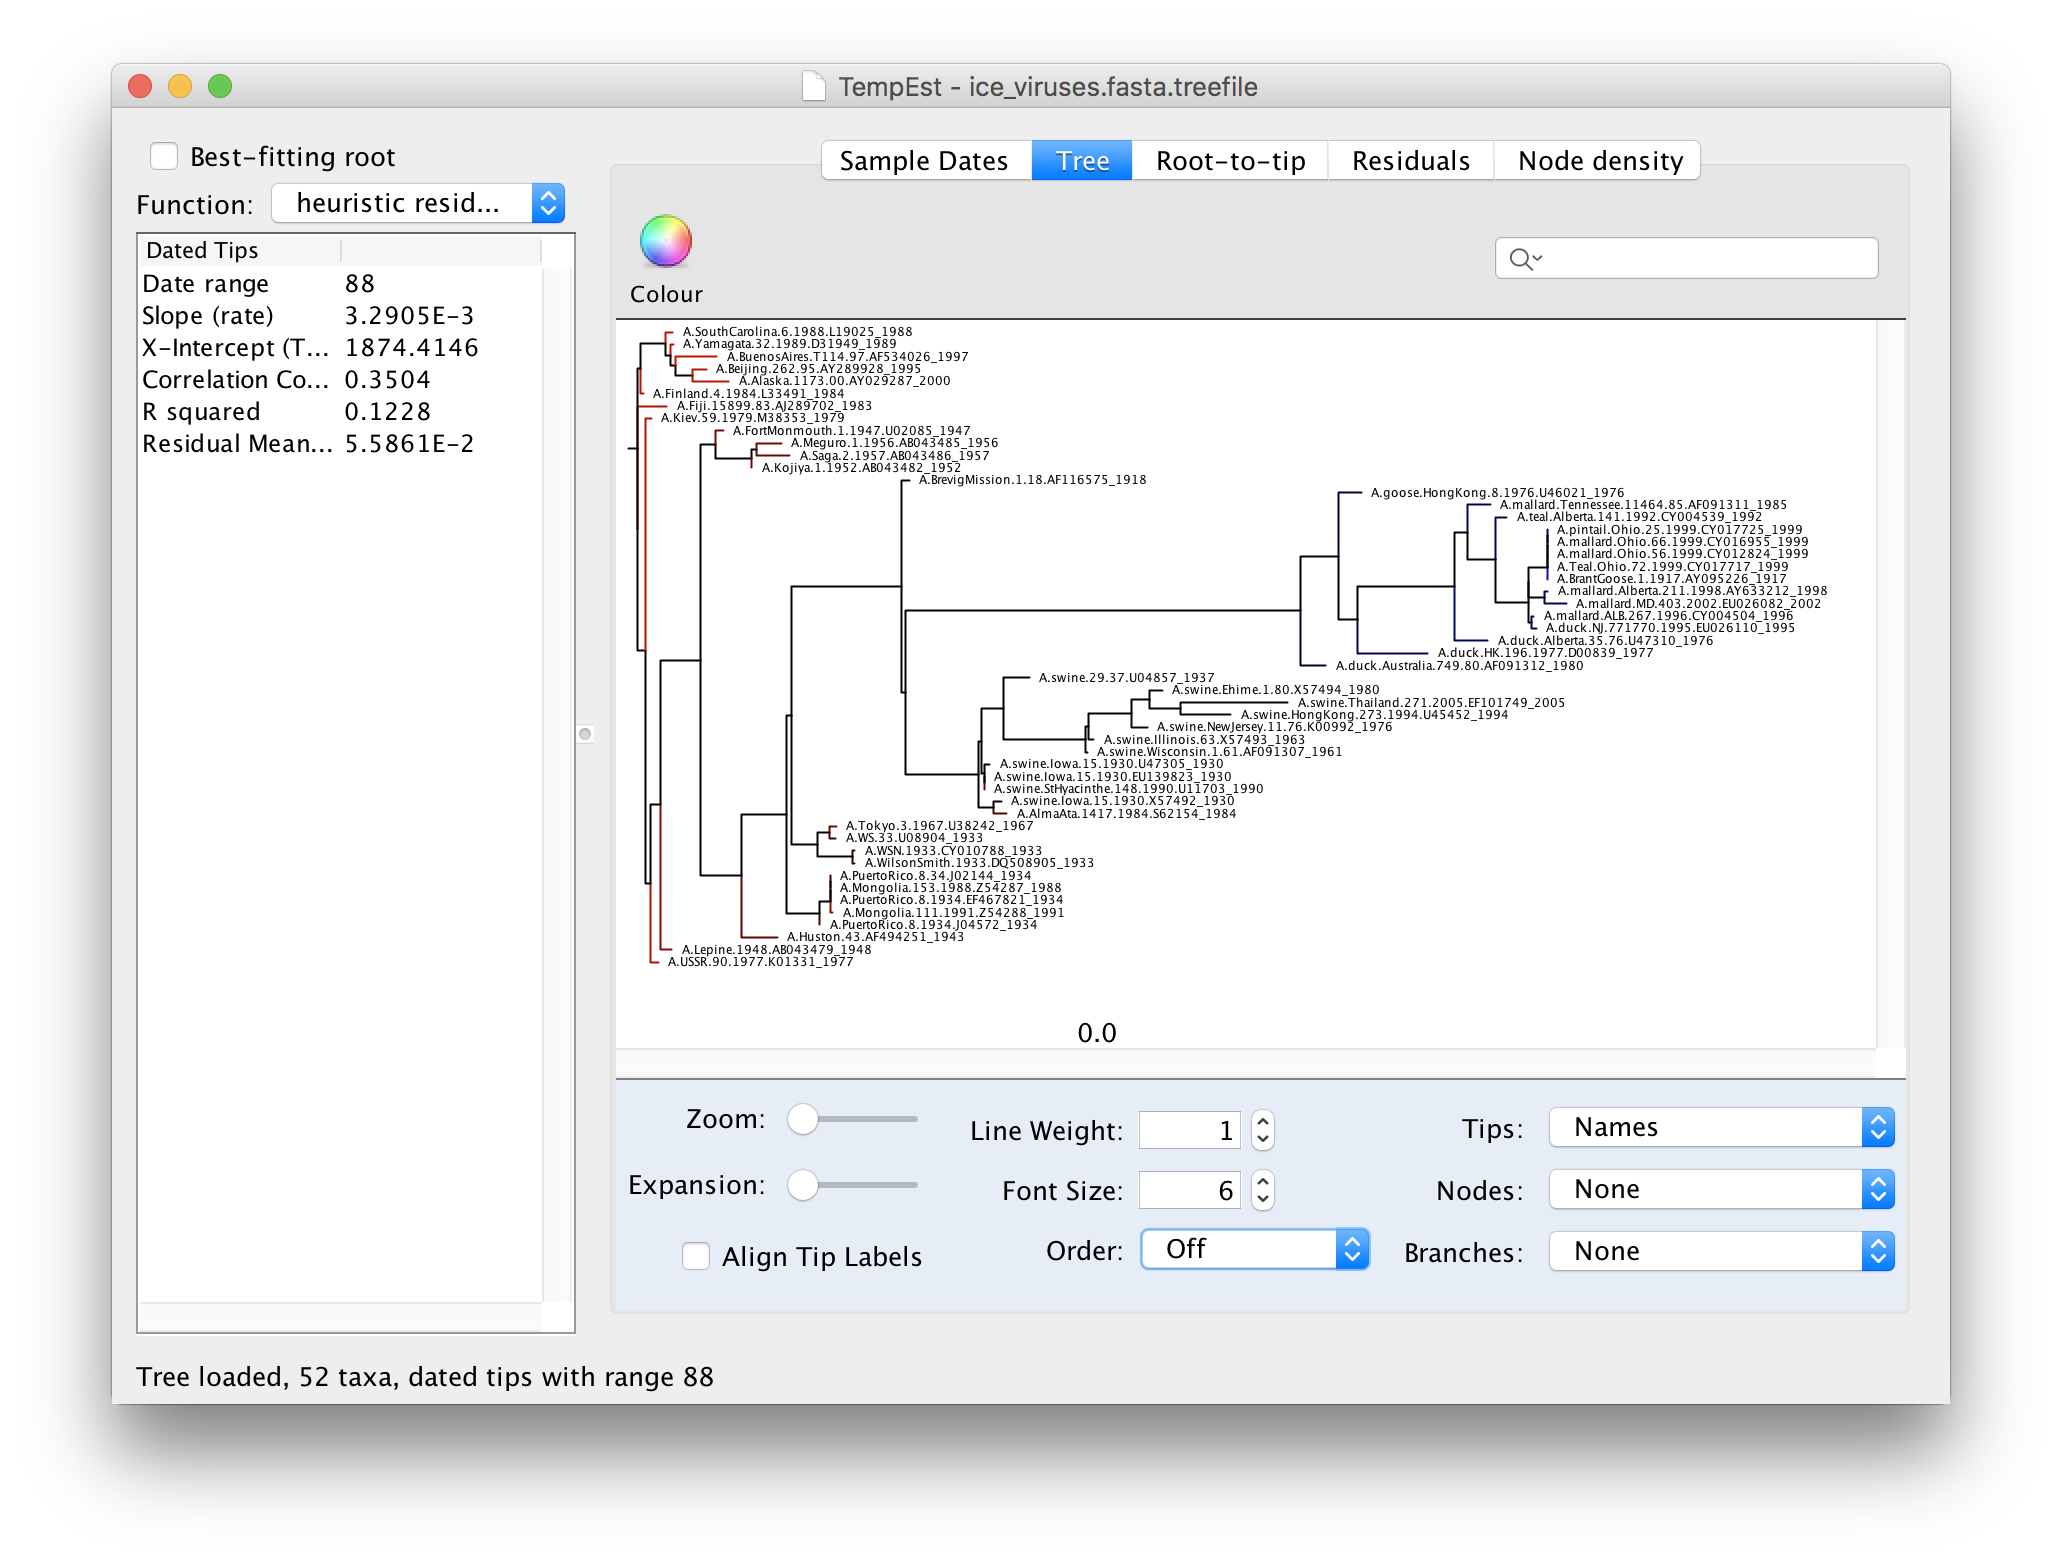 TempEst - ice_viruses.fasta.treefile
Best-fitting root
Function: heuristic resid...
Dated Tips
Date range 88
Slope (rate) 3.2905E-3
X-Intercept (T... 1874.4146
Correlation Co... 0.3504
R squared 0.1228
Residual Mean... 5.5861E-2
Sample Dates Tree Root-to-tip Residuals Node density
Colour
A.SouthCarolina.6.1988.L19025_1988
A.Yamagata.32.1989.D31949_1989
A.BuenosAires.T114.97.AF534026_1997
A.Beijing.262.95.AY289928_1995
A.Alaska.1173.00.AY029287_2000
A.Finland.4.1984.L33491_1984
A.Fiji.15899.83.AJ289702_1983
A.Kiev.59.1979.M38353_1979
A.FortMonmouth.1.1947.U02085_1947
A.Meguro.1.1956.AB043485_1956
A.Saga.2.1957.AB043486_1957
A.Kojiya.1.1952.AB043482_1952
A.BrevigMission.1.18.AF116575_1918
A.goose.HongKong.8.1976.U46021_1976
A.mallard.Tennessee.11464.85.AF091311_1985
A.teal.Alberta.141.1992.CY004539_1992
A.pintail.Ohio.25.1999.CY017725_1999
A.mallard.Ohio.66.1999.CY016955_1999
A.mallard.Ohio.56.1999.CY012824_1999
A.Teal.Ohio.72.1999.CY017717_1999
A.BrantGoose.1.1917.AY095226_1917
A.mallard.Alberta.211.1998.AY633212_1998
A.mallard.MD.403.2002.EU026082_2002
A.mallard.ALB.267.1996.CY004504_1996
A.duck.NJ.771770.1995.EU026110_1995
A.duck.Alberta.35.76.U47310_1976
A.duck.HK.196.1977.D00839_1977
A.duck.Australia.749.80.AF091312_1980
A.swine.29.37.U04857_1937
A.swine.Ehime.1.80.X57494_1980
A.swine.Thailand.271.2005.EF101749_2005
A.swine.HongKong.273.1994.U45452_1994
A.swine.NewJersey.11.76.K00992_1976
A.swine.Illinois.63.X57493_1963
A.swine.Wisconsin.1.61.AF091307_1961
A.swine.Iowa.15.1930.U47305_1930
A.swine.Iowa.15.1930.EU139823_1930
A.swine.StHyacinthe.148.1990.U11703_1990
A.swine.Iowa.15.1930.X57492_1930
A.AlmaAta.1417.1984.S62154_1984
A.Tokyo.3.1967.U38242_1967
A.WS.33.U08904_1933
A.WSN.1933.CY010788_1933
A.WilsonSmith.1933.DQ508905_1933
A.PuertoRico.8.34.J02144_1934
A.Mongolia.153.1988.Z54287_1988
A.PuertoRico.8.1934.EF467821_1934
A.Mongolia.111.1991.Z54288_1991
A.PuertoRico.8.1934.J04572_1934
A.Huston.43.AF494251_1943
A.Lepine.1948.AB043479_1948
A.USSR.90.1977.K01331_1977
0.0
Zoom: Line Weight: 1 Tips: Names
Expansion: Font Size: 6 Nodes: None
Align Tip Labels Order: Off Branches: None
Tree loaded, 52 taxa, dated tips with range 88